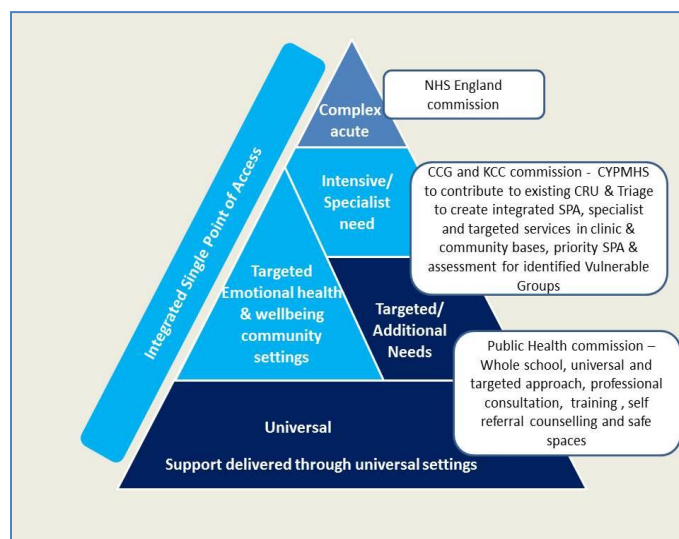 Integrated Single Point of Access
Complex
acute
NHS England
commission
Intensive/
Specialist
need
CCG and KCC commission - CYPMHS
to contribute to existing CRU & Triage
to create integrated SPA, specialist
and targeted services in clinic &
community bases, priority SPA &
assessment for identified Vulnerable
Groups
Targeted
Emotional health
& wellbeing
community
settings
Targeted/
Additional
Needs
Public Health commission –
Whole school, universal and
targeted approach, professional
consultation, training , self
referral counselling and safe
spaces
Universal
Support delivered through universal settings